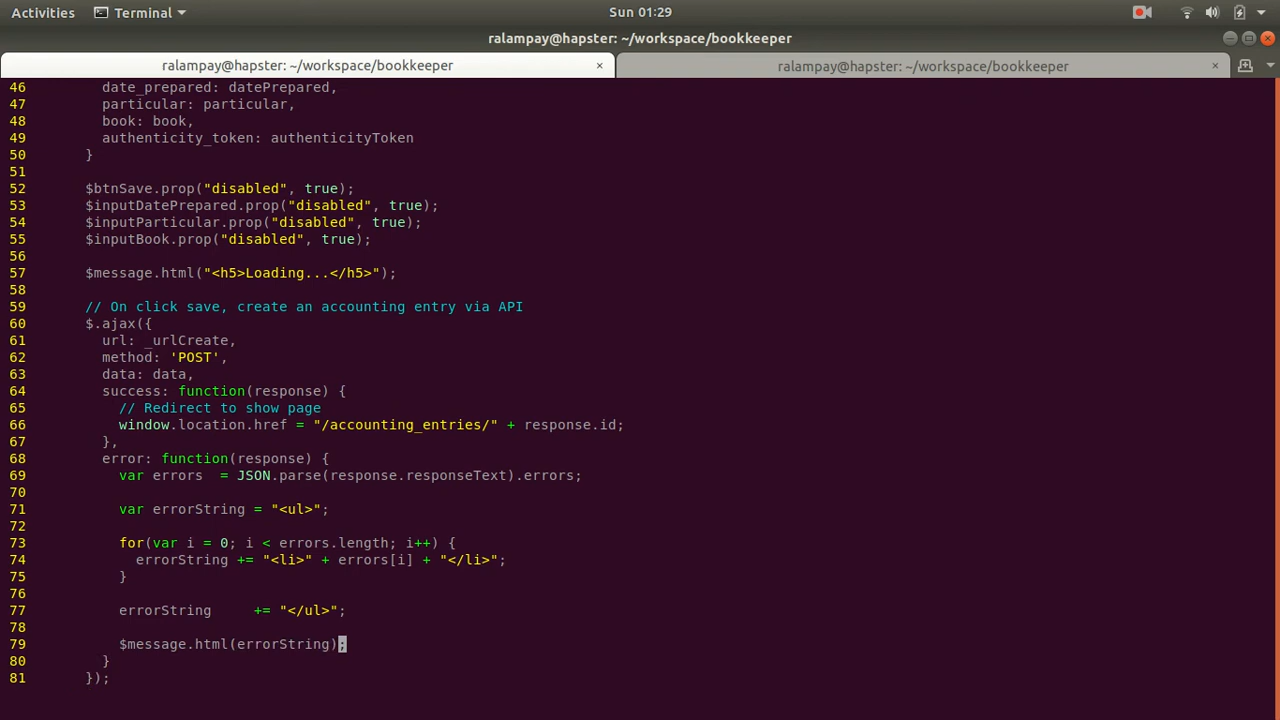 Activities Terminal Sun 01:29
ralampay@hapster: ~/workspace/bookkeeper
ralampay@hapster: ~/workspace/bookkeeper × ralampay@hapster: ~/workspace/bookkeeper ×
46         date_prepared: datePrepared,
47         particular: particular,
48         book: book,
49         authenticity_token: authenticityToken
50       }
51
52       $btnSave.prop("disabled", true);
53       $inputDatePrepared.prop("disabled", true);
54       $inputParticular.prop("disabled", true);
55       $inputBook.prop("disabled", true);
56
57       $message.html("<h5>Loading...</h5>");
58
59       // On click save, create an accounting entry via API
60       $.ajax({
61         url: _urlCreate,
62         method: 'POST',
63         data: data,
64         success: function(response) {
65           // Redirect to show page
66           window.location.href = "/accounting_entries/" + response.id;
67         },
68         error: function(response) {
69           var errors  = JSON.parse(response.responseText).errors;
70
71           var errorString = "<ul>";
72
73           for(var i = 0; i < errors.length; i++) {
74             errorString += "<li>" + errors[i] + "</li>";
75           }
76
77           errorString     += "</ul>";
78
79           $message.html(errorString);
80         }
81       });